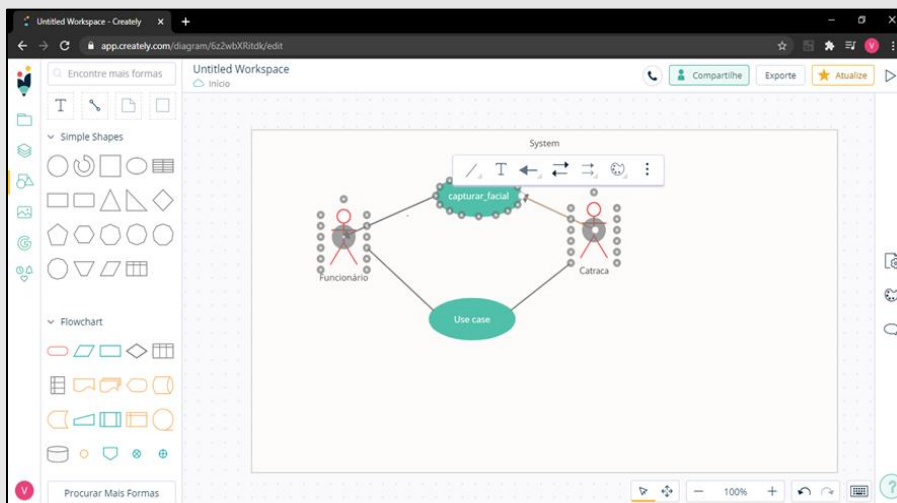 Untitled Workspace - Creately
app.creately.com/diagram/6z2wbXRitdk/edit
Encontre mais formas
Untitled Workspace
Início
Compartilhe
Exporte
Atualize
T
Simple Shapes
System
T
capturar_facial
Funcionário
Catraca
Use case
Flowchart
Procurar Mais Formas
V
100%
?
V